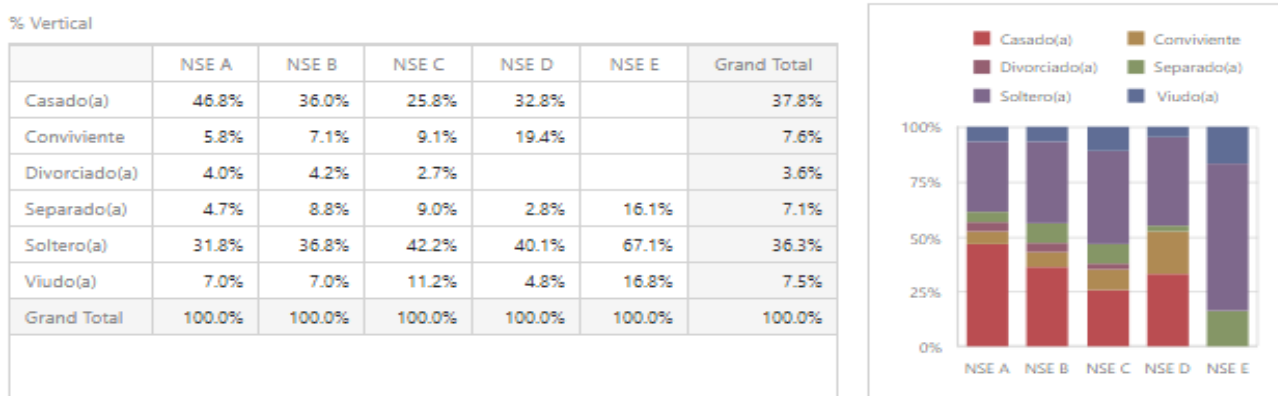 % Vertical
NSE A NSE B NSE C NSE D NSE E Grand Total
Casado(a) 46.8% 36.0% 25.8% 32.8% 37.8%
Conviviente 5.8% 7.1% 9.1% 19.4% 7.6%
Divorciado(a) 4.0% 4.2% 2.7% 3.6%
Separado(a) 4.7% 8.8% 9.0% 2.8% 16.1% 7.1%
Soltero(a) 31.8% 36.8% 42.2% 40.1% 67.1% 36.3%
Viudo(a) 7.0% 7.0% 11.2% 4.8% 16.8% 7.5%
Grand Total 100.0% 100.0% 100.0% 100.0% 100.0% 100.0%
Casado(a) Conviviente
Divorciado(a) Separado(a)
Soltero(a) Viudo(a)
100%
75%
50%
25%
0%
NSE A NSE B NSE C NSE D NSE E